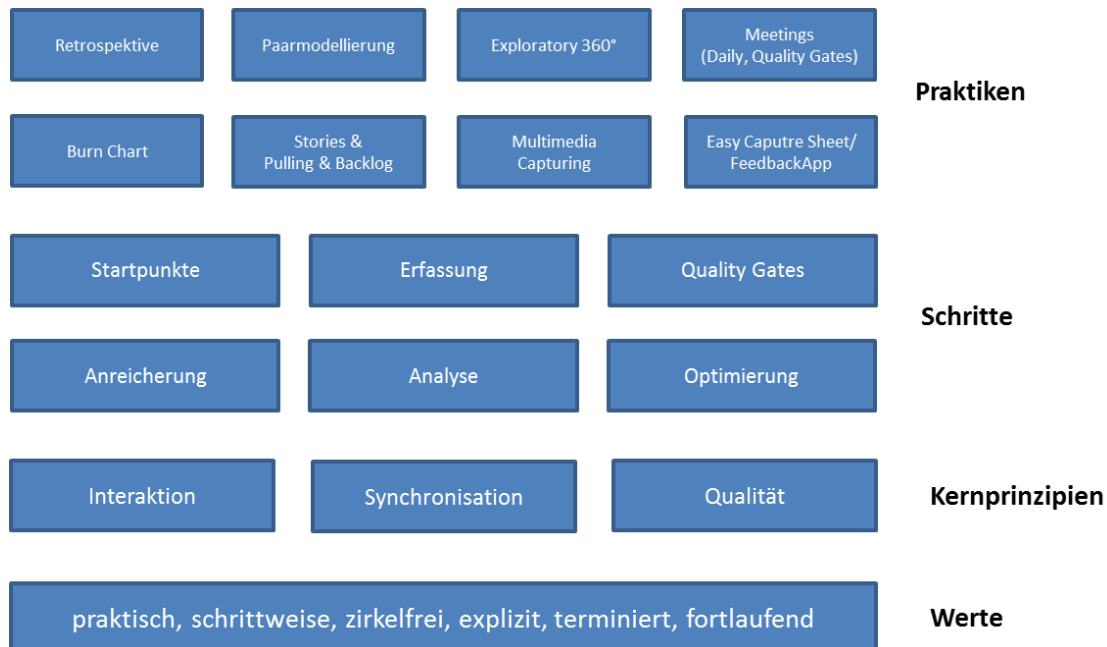 Retrospektive
Paarmodellierung
Exploratory 360°
Meetings
(Daily, Quality Gates)
Praktiken
Burn Chart
Stories &
Pulling & Backlog
Multimedia
Capturing
Easy Caputre Sheet/
FeedbackApp
Startpunkte
Erfassung
Quality Gates
Schritte
Anreicherung
Analyse
Optimierung
Interaktion
Synchronisation
Qualität
Kernprinzipien
praktisch, schrittweise, zirkelfrei, explizit, terminiert, fortlaufend
Werte